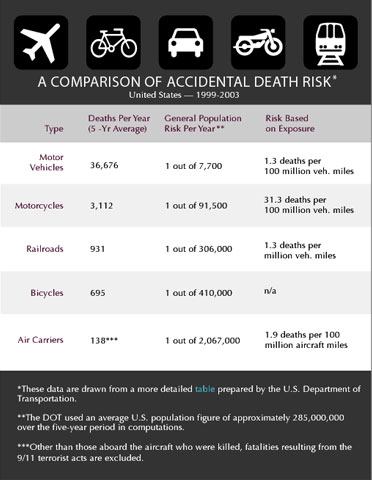 A COMPARISON OF ACCIDENTAL DEATH RISK*
United States — 1999-2003
Type
Deaths Per Year
(5 -Yr Average)
General Population
Risk Per Year**
Risk Based
on Exposure
Motor
Vehicles
36,676
1 out of 7,700
1.3 deaths per
100 million veh. miles
Motorcycles
3,112
1 out of 91,500
31.3 deaths per
100 million veh. miles
Railroads
931
1 out of 306,000
1.3 deaths per
million veh. miles
Bicycles
695
1 out of 410,000
n/a
Air Carriers
138***
1 out of 2,067,000
1.9 deaths per 100
million aircraft miles
*These data are drawn from a more detailed table prepared by the U.S. Department of
Transportation.
**The DOT used an average U.S. population figure of approximately 285,000,000
over the five-year period in computations.
***Other than those aboard the aircraft who were killed, fatalities resulting from the
9/11 terrorist acts are excluded.